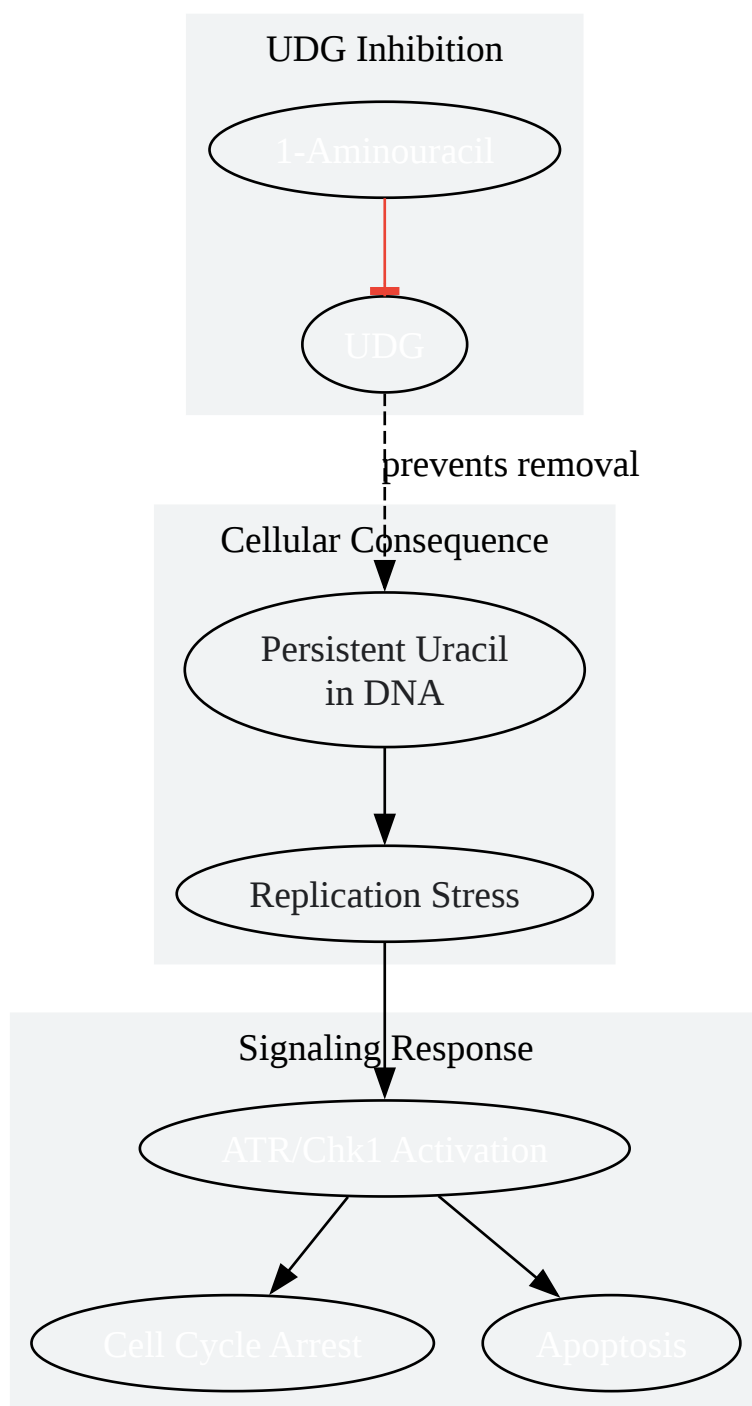 UDG Inhibition
1-Aminouracil
UDG
prevents removal
Cellular Consequence
Persistent Uracil
in DNA
Replication Stress
Signaling Response
ATR/Chk1 Activation
Cell Cycle Arrest
Apoptosis